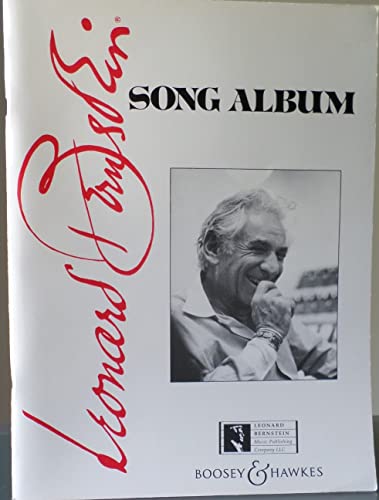 Leonard Bernstein®
SONG ALBUM
LEONARD
BERNSTEIN
Music Publishing
Company LLC
BOOSEY & HAWKES